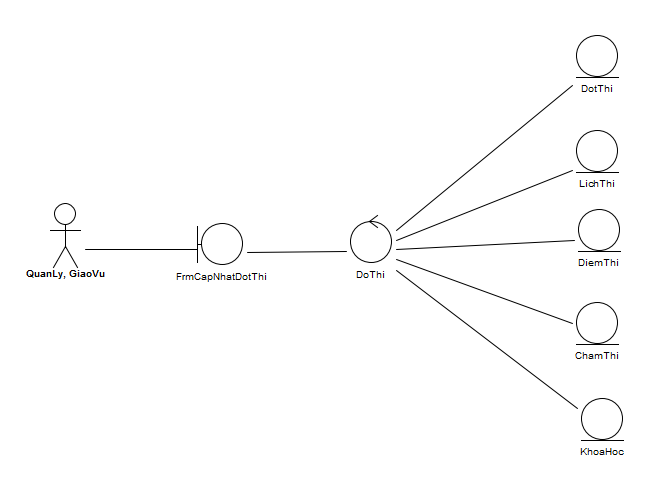 DotThi
LichThi
QuanLy, GiaoVu
FrmCapNhatDotThi
DoThi
DiemThi
ChamThi
KhoaHoc